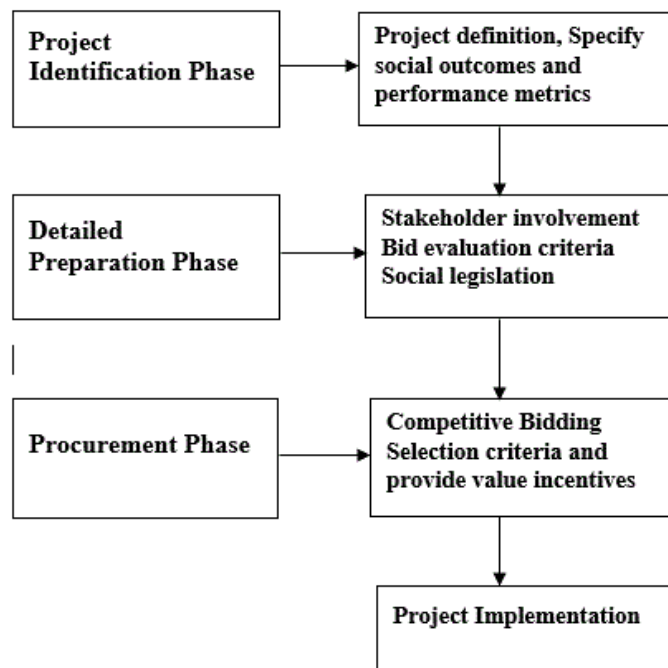 Project
Identification Phase
Project definition, Specify
social outcomes and
performance metrics
Detailed
Preparation Phase
Stakeholder involvement
Bid evaluation criteria
Social legislation
Procurement Phase
Competitive Bidding
Selection criteria and
provide value incentives
Project Implementation